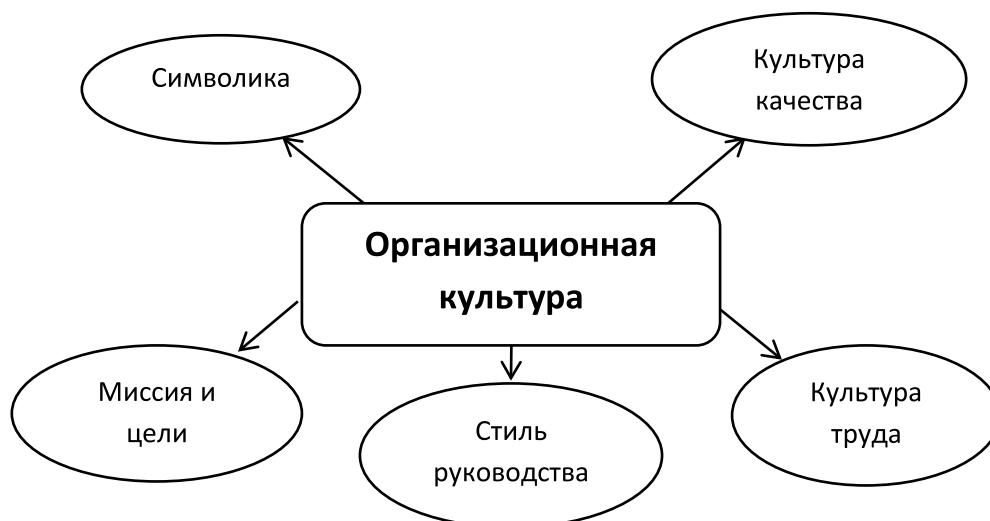 Символика
Культура
качества
Организационная
культура
Миссия и
цели
Стиль
руководства
Культура
труда